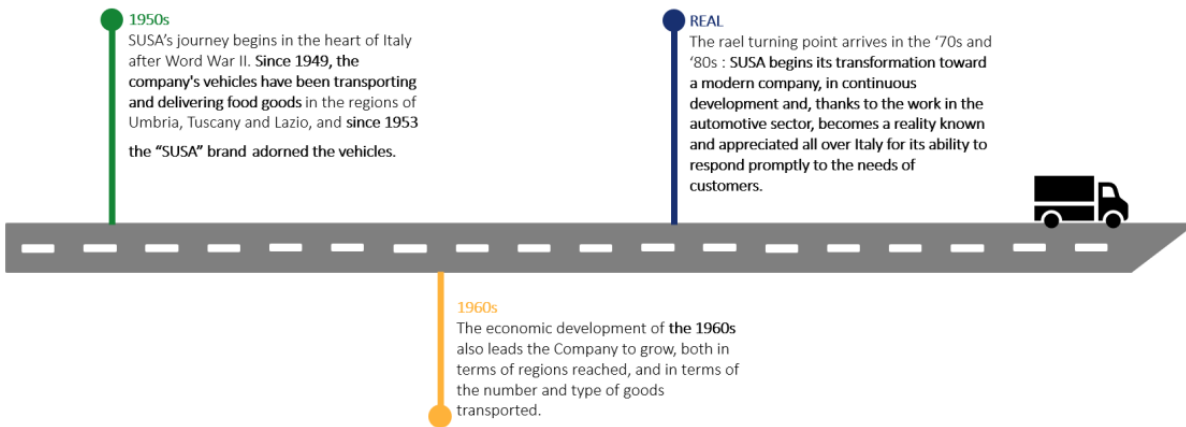 1950s
SUSA's journey begins in the heart of Italy
after Word War II. Since 1949, the
company's vehicles have been transporting
and delivering food goods in the regions of
Umbria, Tuscany and Lazio, and since 1953
the “SUSA” brand adorned the vehicles.
REAL
The rael turning point arrives in the ‘70s and
‘80s : SUSA begins its transformation toward
a modern company, in continuous
development and, thanks to the work in the
automotive sector, becomes a reality known
and appreciated all over Italy for its ability to
respond promptly to the needs of
customers.
1960s
The economic development of the 1960s
also leads the Company to grow, both in
terms of regions reached, and in terms of
the number and type of goods
transported.